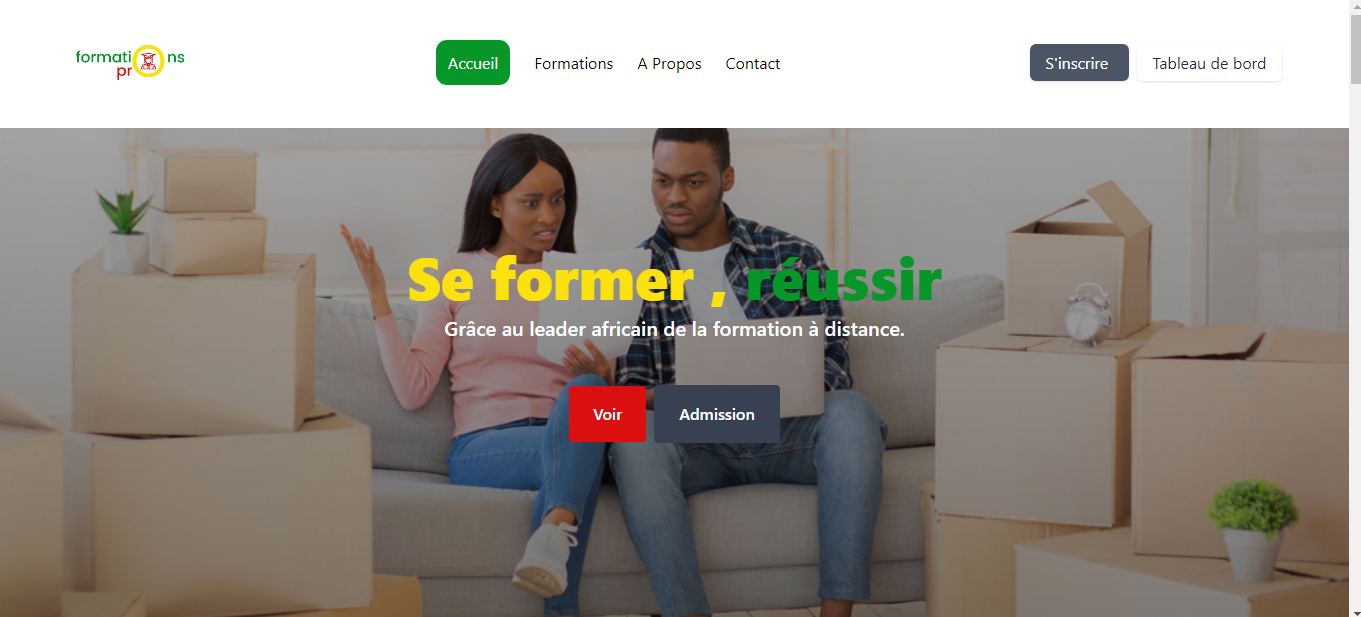 formations
pro
Accueil
Formations
A Propos
Contact
S'inscrire
Tableau de bord
Se former , réussir
Grâce au leader africain de la formation à distance.
Voir
Admission